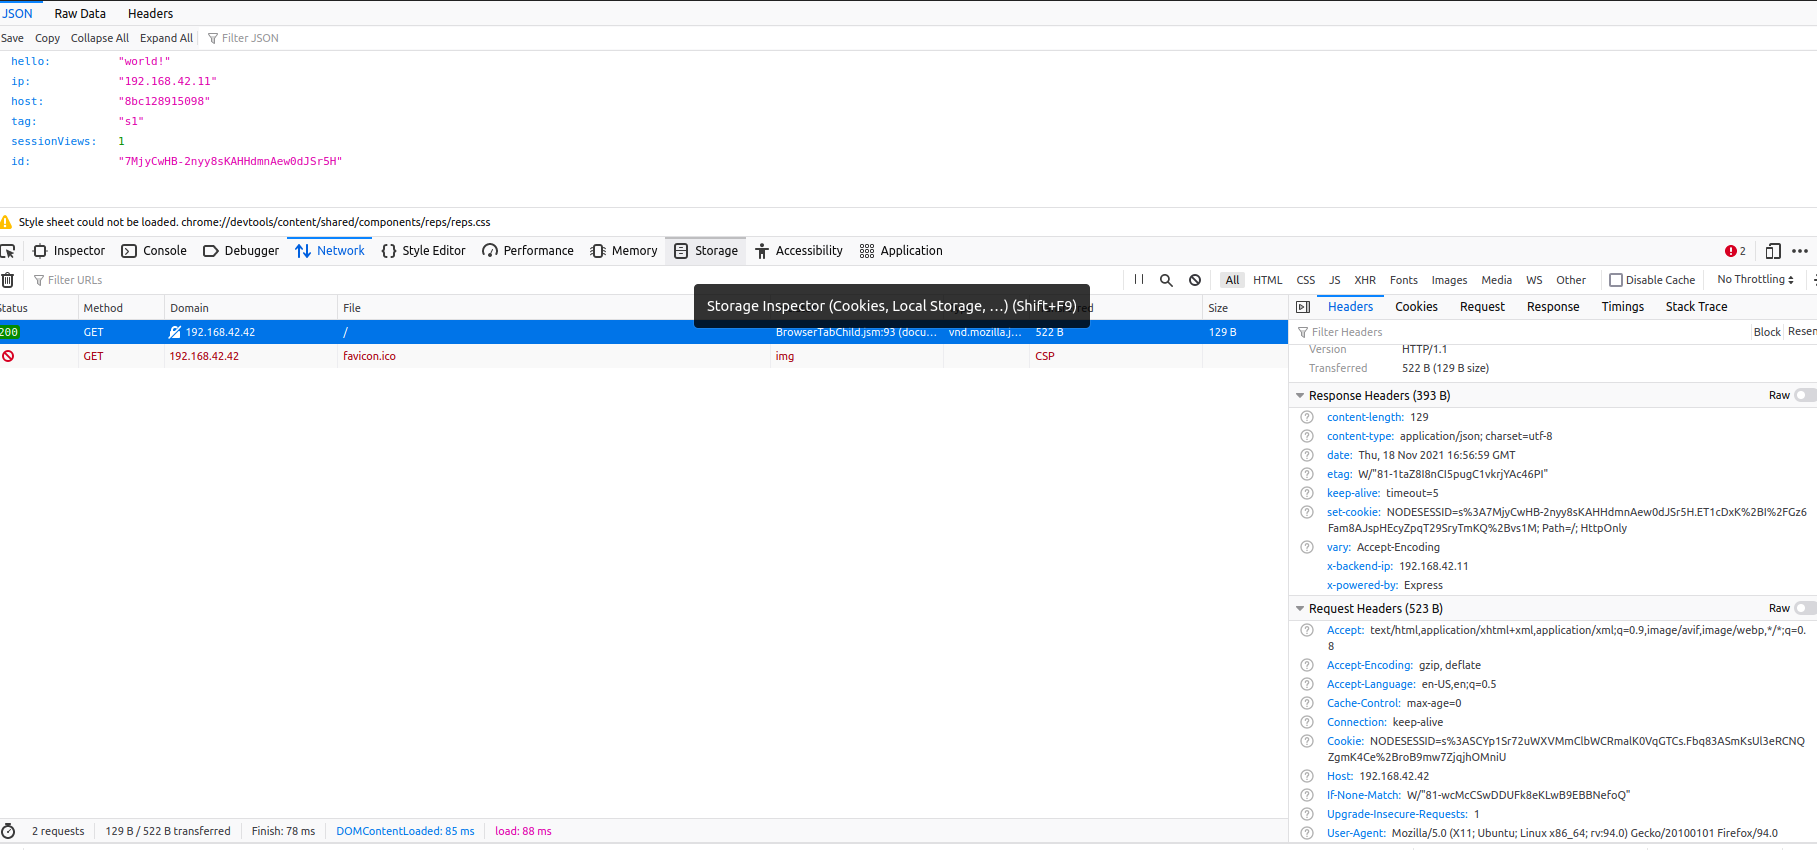 JSON Raw Data Headers
Save Copy Collapse All Expand All Filter JSON
hello: "world!"
ip: "192.168.42.11"
host: "8bc128915098"
tag: "s1"
sessionViews: 1
id: "7MjyCwHB-2nyy8sKAHHdmnAew0dJSr5H"
Style sheet could not be loaded. chrome://devtools/content/shared/components/reps/reps.css
Inspector Console Debugger Network Style Editor Performance Memory Storage Accessibility Application 2
Filter URLs All HTML CSS JS XHR Fonts Images Media WS Other Disable Cache No Throttling
Status Method Domain File Size
Storage Inspector (Cookies, Local Storage, …) (Shift+F9)
200 GET 192.168.42.42 / BrowserTabChild.jsm:93 (docu… vnd.mozilla.j… 522 B 129 B
GET 192.168.42.42 favicon.ico img CSP
2 requests 129 B / 522 B transferred Finish: 78 ms DOMContentLoaded: 85 ms load: 88 ms
Headers Cookies Request Response Timings Stack Trace
Filter Headers Block Resen
Version HTTP/1.1
Transferred 522 B (129 B size)
Response Headers (393 B) Raw
content-length: 129
content-type: application/json; charset=utf-8
date: Thu, 18 Nov 2021 16:56:59 GMT
etag: W/"81-1taZ8I8nCI5pugC1vkrjYAc46PI"
keep-alive: timeout=5
set-cookie: NODESESSID=s%3A7MjyCwHB-2nyy8sKAHHdmnAew0dJSr5H.ET1cDxK%2BI%2FGz6
Fam8AJspHEcyZpqT29SryTmKQ%2Bvs1M; Path=/; HttpOnly
vary: Accept-Encoding
x-backend-ip: 192.168.42.11
x-powered-by: Express
Request Headers (523 B) Raw
Accept: text/html,application/xhtml+xml,application/xml;q=0.9,image/avif,image/webp,*/*;q=0.
8
Accept-Encoding: gzip, deflate
Accept-Language: en-US,en;q=0.5
Cache-Control: max-age=0
Connection: keep-alive
Cookie: NODESESSID=s%3ASCYp1Sr72uWXVMmClbWCRmalK0VqGTCs.Fbq83ASmKsUl3eRCNQ
ZgmK4Ce%2BroB9mw7ZjqjhOMniU
Host: 192.168.42.42
If-None-Match: W/"81-wcMcCSwDDUFk8eKLwB9EBBNefoQ"
Upgrade-Insecure-Requests: 1
User-Agent: Mozilla/5.0 (X11; Ubuntu; Linux x86_64; rv:94.0) Gecko/20100101 Firefox/94.0